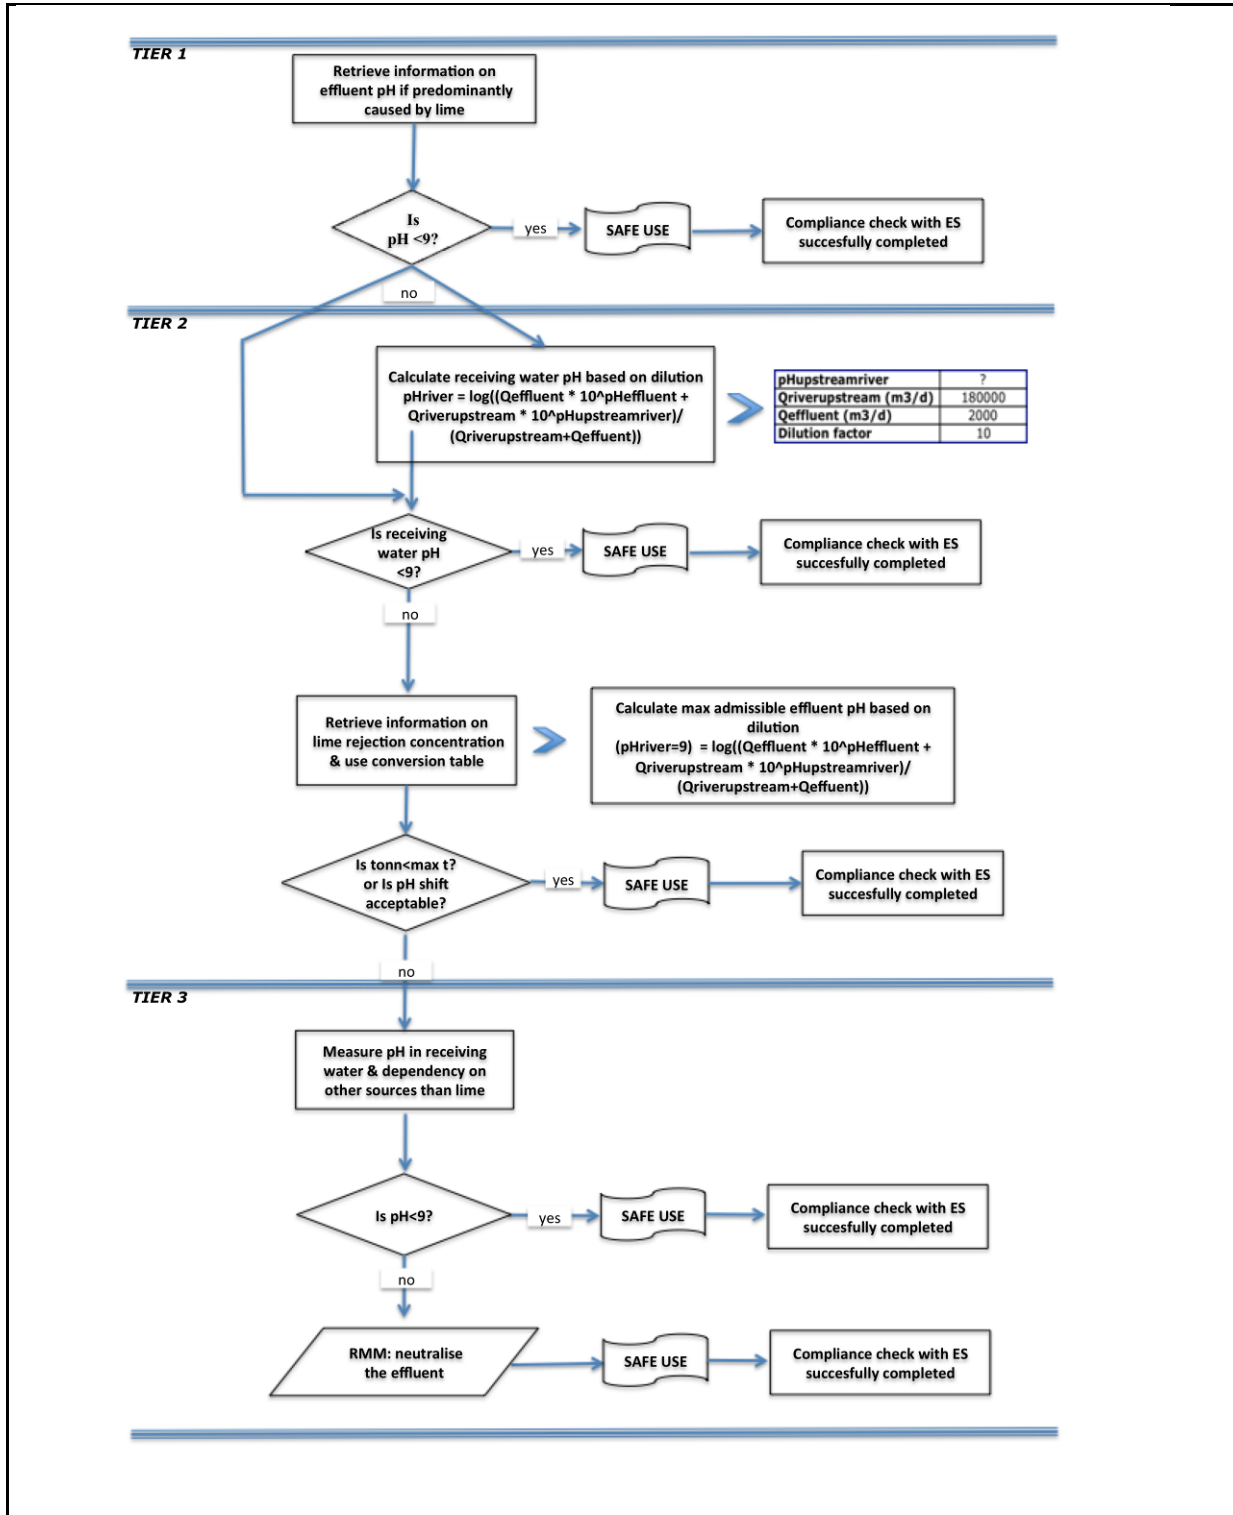 TIER 1
Retrieve information on
effluent pH if predominantly
caused by lime
Is
pH <9?
yes
SAFE USE
Compliance check with ES
succesfully completed
no
TIER 2
Calculate receiving water pH based on dilution
pHriver = log((Qeffluent * 10^pHeffluent +
Qriverupstream * 10^pHupstreamriver)/
(Qriverupstream+Qeffuent))
pHupstreamriver ?
Qriverupstream (m3/d) 180000
Qeffluent (m3/d) 2000
Dilution factor 10
Is receiving
water pH
<9?
yes
SAFE USE
Compliance check with ES
succesfully completed
no
Retrieve information on
lime rejection concentration
& use conversion table
Calculate max admissible effluent pH based on
dilution
(pHriver=9) = log((Qeffluent * 10^pHeffluent +
Qriverupstream * 10^pHupstreamriver)/
(Qriverupstream+Qeffuent))
Is tonn<max t?
or Is pH shift
acceptable?
yes
SAFE USE
Compliance check with ES
succesfully completed
no
TIER 3
Measure pH in receiving
water & dependency on
other sources than lime
Is pH<9?
yes
SAFE USE
Compliance check with ES
succesfully completed
no
RMM: neutralise
the effluent
SAFE USE
Compliance check with ES
succesfully completed